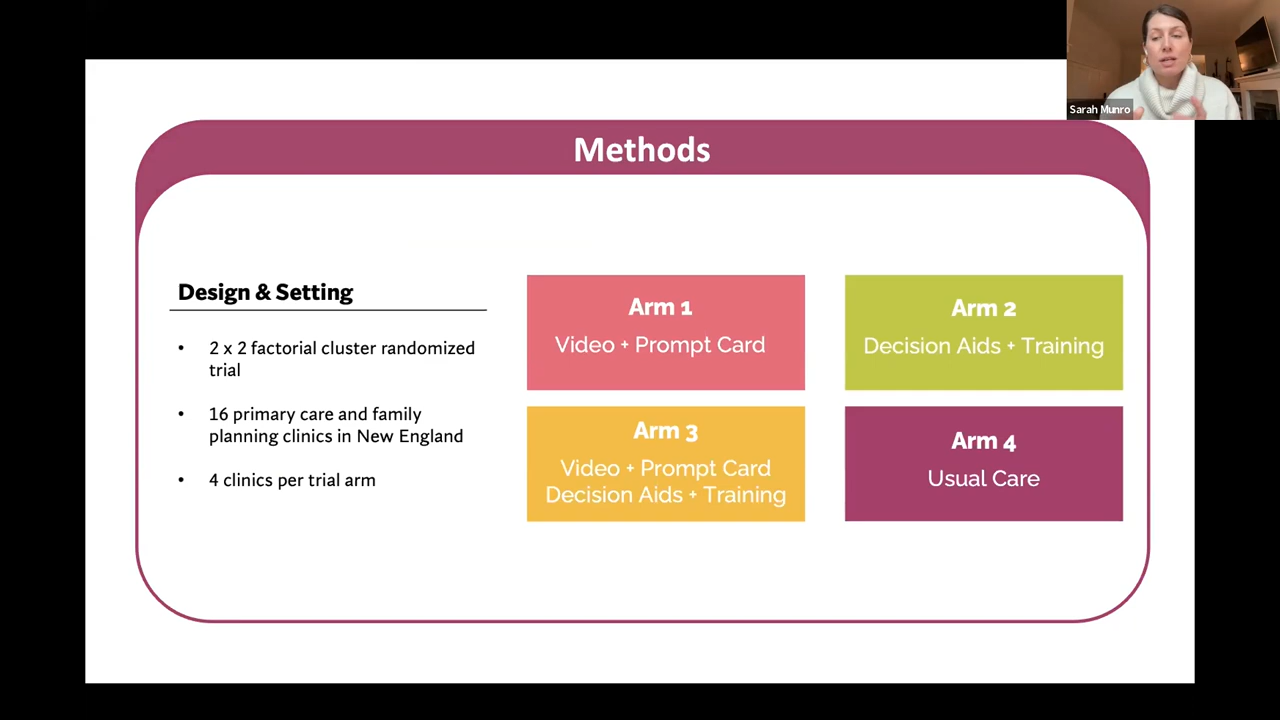 Sarah Munro
Methods
Design & Setting
• 2 x 2 factorial cluster randomized
trial
• 16 primary care and family
planning clinics in New England
• 4 clinics per trial arm
Arm 1
Video + Prompt Card
Arm 2
Decision Aids + Training
Arm 3
Video + Prompt Card
Decision Aids + Training
Arm 4
Usual Care